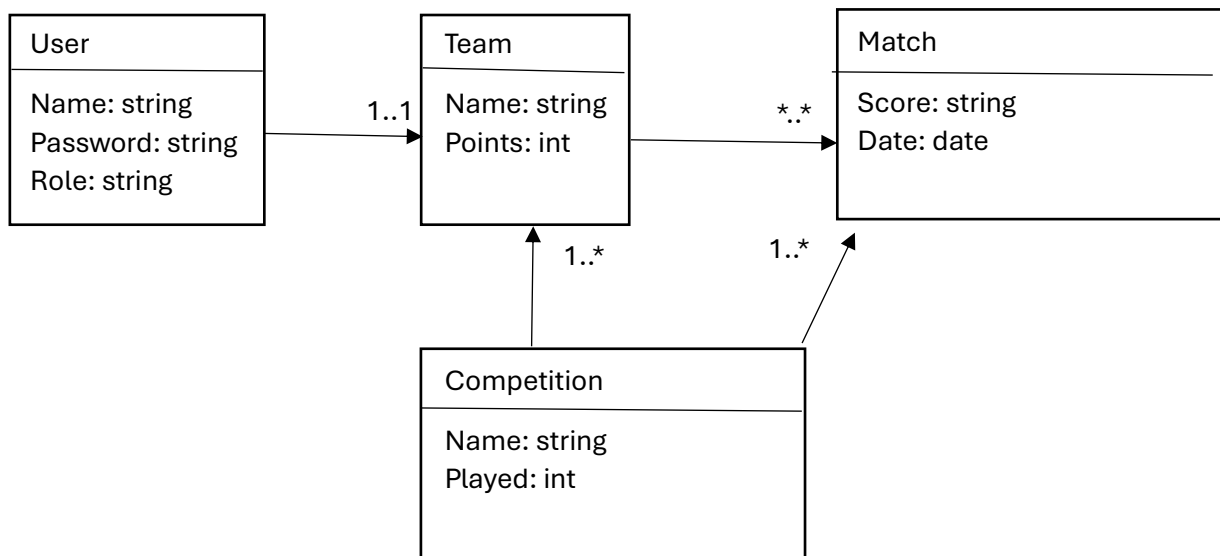 User
Name: string
Password: string
Role: string
1..1
Team
Name: string
Points: int
*..*
Match
Score: string
Date: date
1..*
1..*
Competition
Name: string
Played: int